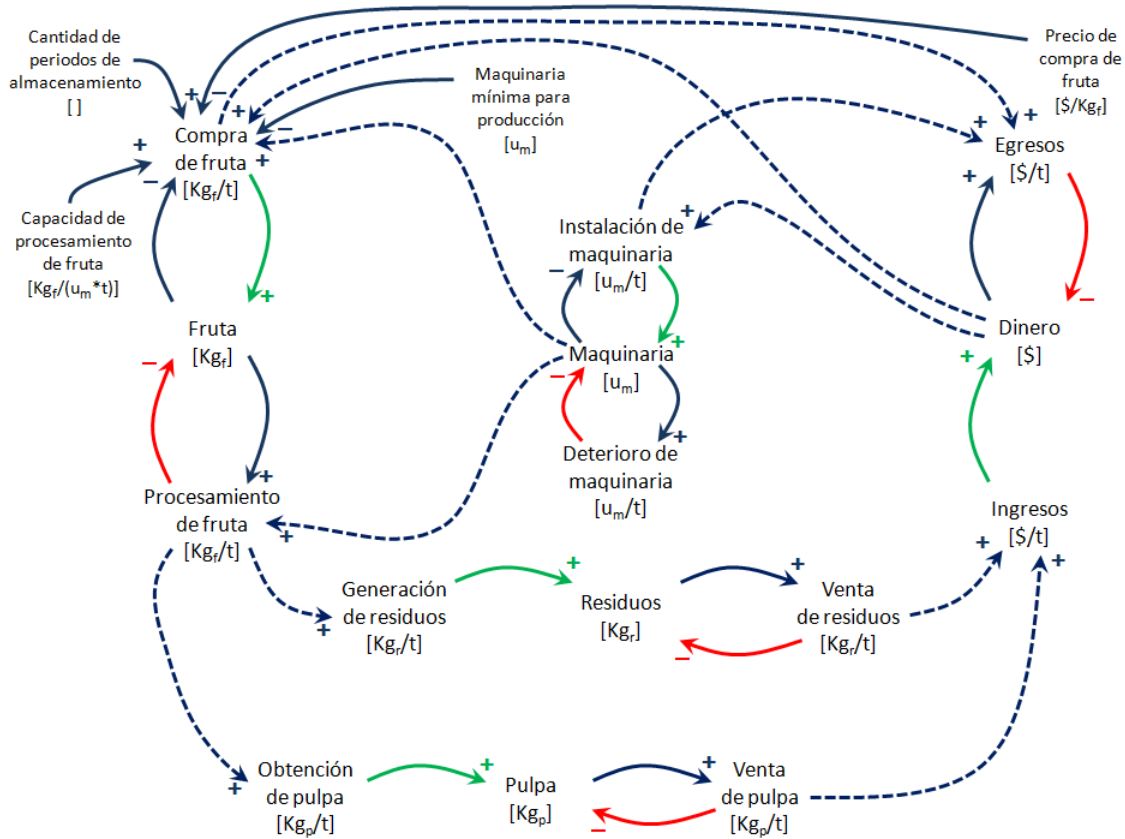 Cantidad de
periodos de
almacenamiento
[ ]
Precio de
compra de
fruta
[$/Kgf]
Maquinaria
mínima para
producción
[um]
+
–
+
–
+
Compra
de fruta
[Kgf/t]
+
–
+
+
+
Egresos
[$/t]
+
Capacidad de
procesamiento
de fruta
[Kgf/(um*t)]
Instalación de
maquinaria
[um/t]
+
–
+
–
+
Fruta
[Kgf]
–
Maquinaria
[um]
+
–
Dinero
[$]
+
+
Deterioro de
maquinaria
[um/t]
+
Procesamiento
de fruta
[Kgf/t]
+
Ingresos
[$/t]
+
+
Generación
de residuos
[Kgr/t]
+
+
Residuos
[Kgr]
–
+
Venta
de residuos
[Kgr/t]
Obtención
de pulpa
[Kgp/t]
+
+
Pulpa
[Kgp]
–
+
Venta
de pulpa
[Kgp/t]